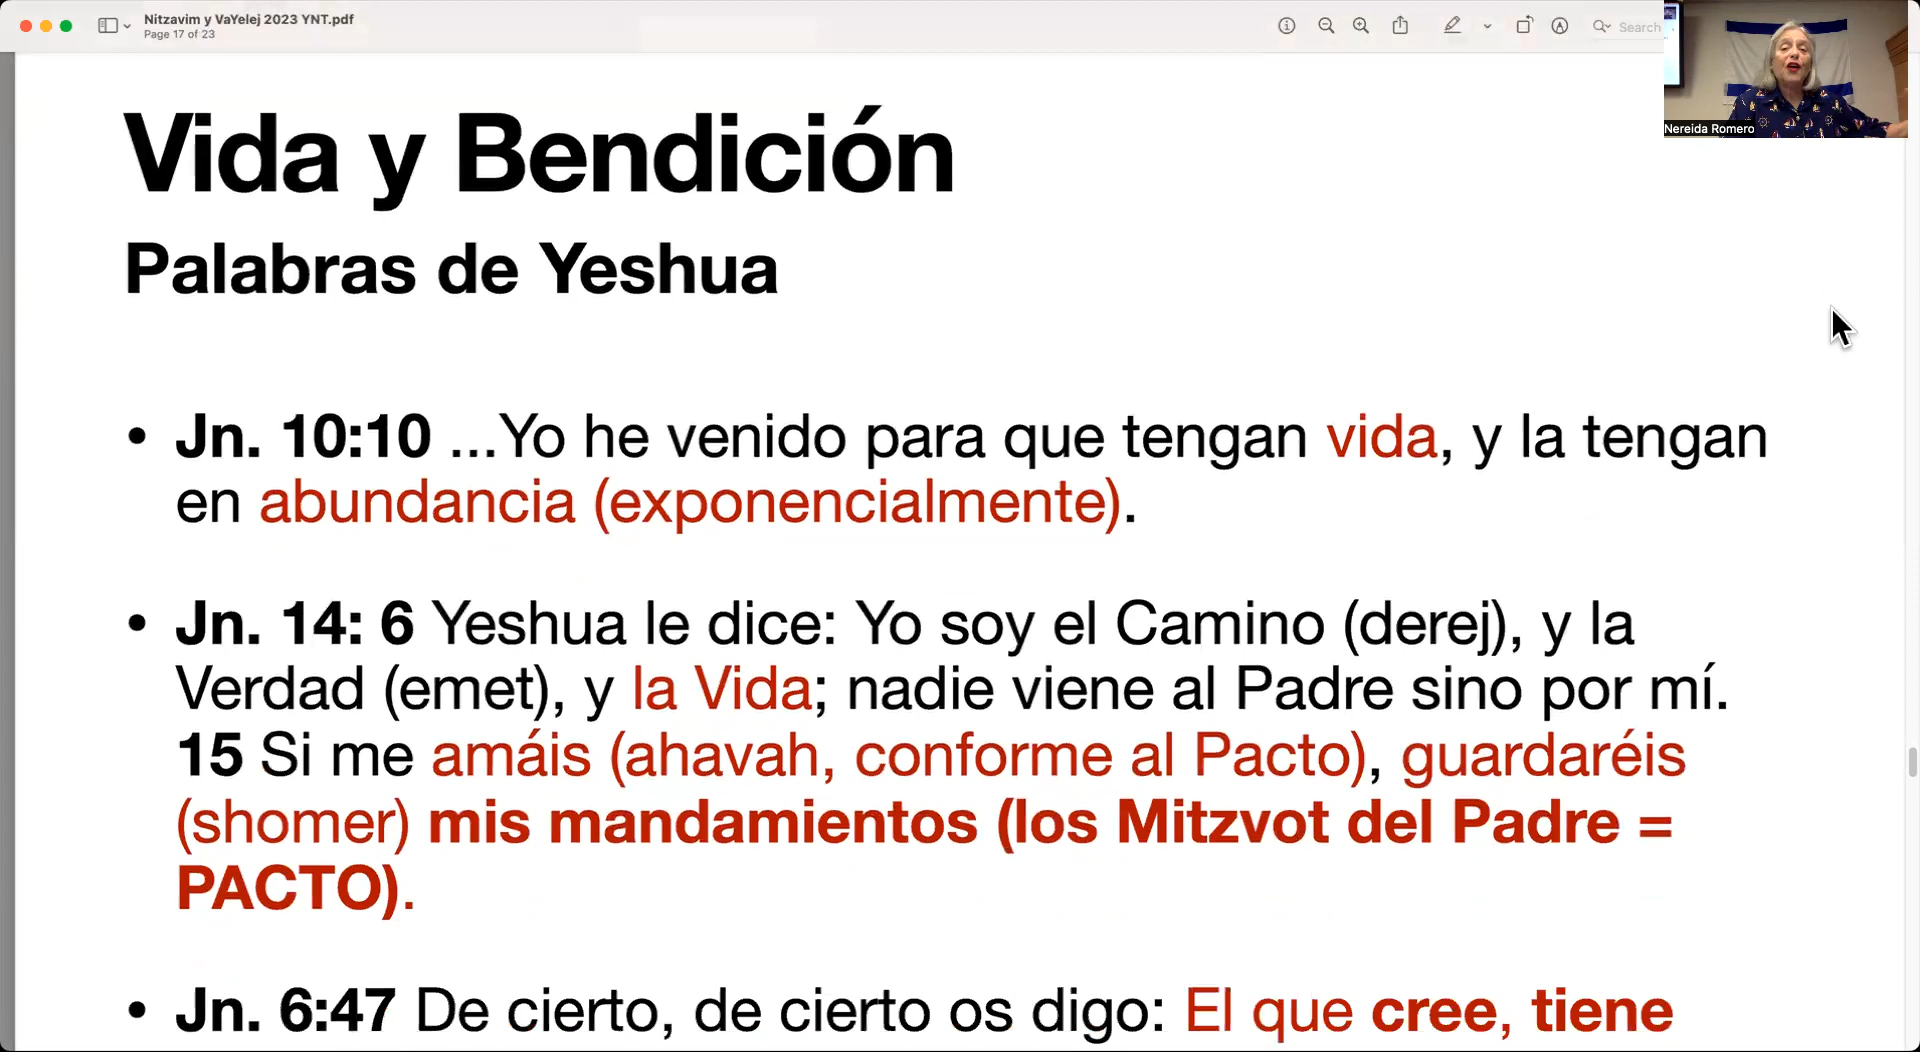 Nitzavim y VaYelej 2023 YNT.pdf
Page 17 of 23
Search
Nereida Romero
Vida y Bendición
Palabras de Yeshua
• Jn. 10:10 ...Yo he venido para que tengan vida, y la tengan
en abundancia (exponencialmente).
• Jn. 14: 6 Yeshua le dice: Yo soy el Camino (derej), y la
Verdad (emet), y la Vida; nadie viene al Padre sino por mí.
15 Si me amáis (ahavah, conforme al Pacto), guardaréis
(shomer) mis mandamientos (los Mitzvot del Padre =
PACTO).
• Jn. 6:47 De cierto, de cierto os digo: El que cree, tiene